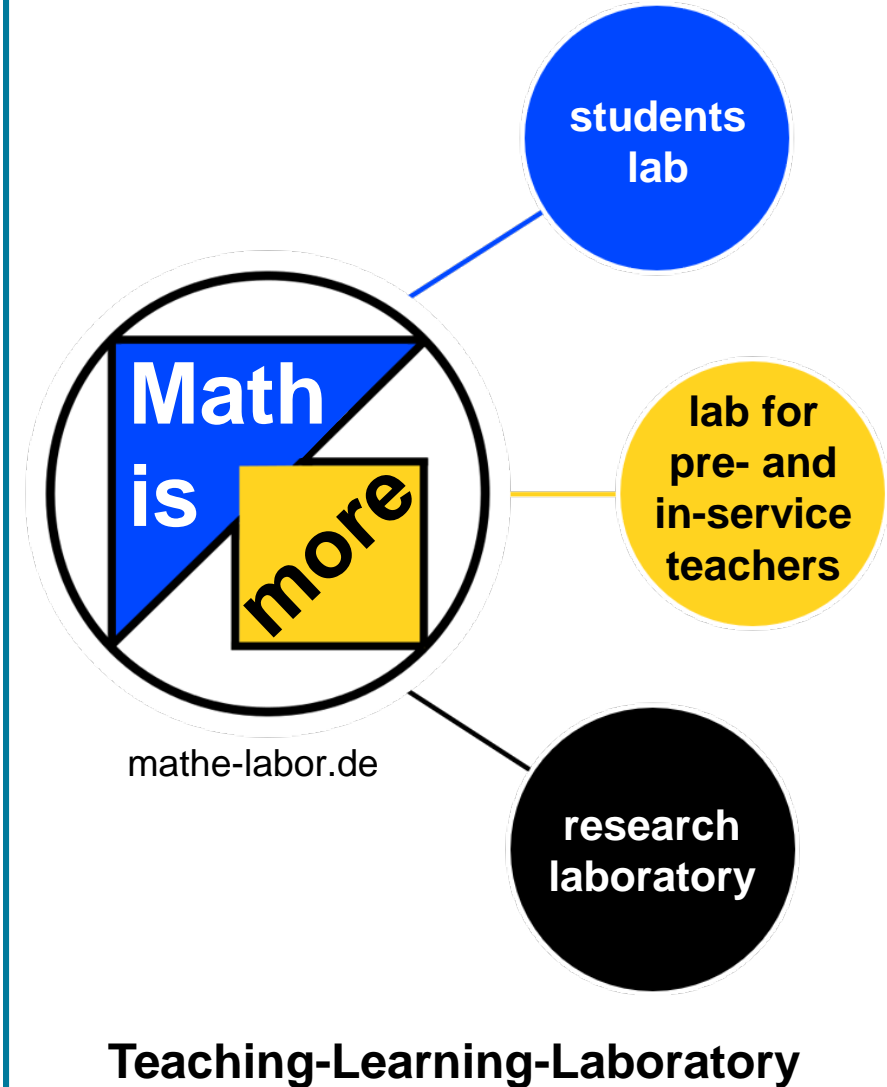 students
lab
Math
is
more
lab for
pre- and
in-service
teachers
mathe-labor.de
research
laboratory
Teaching-Learning-Laboratory